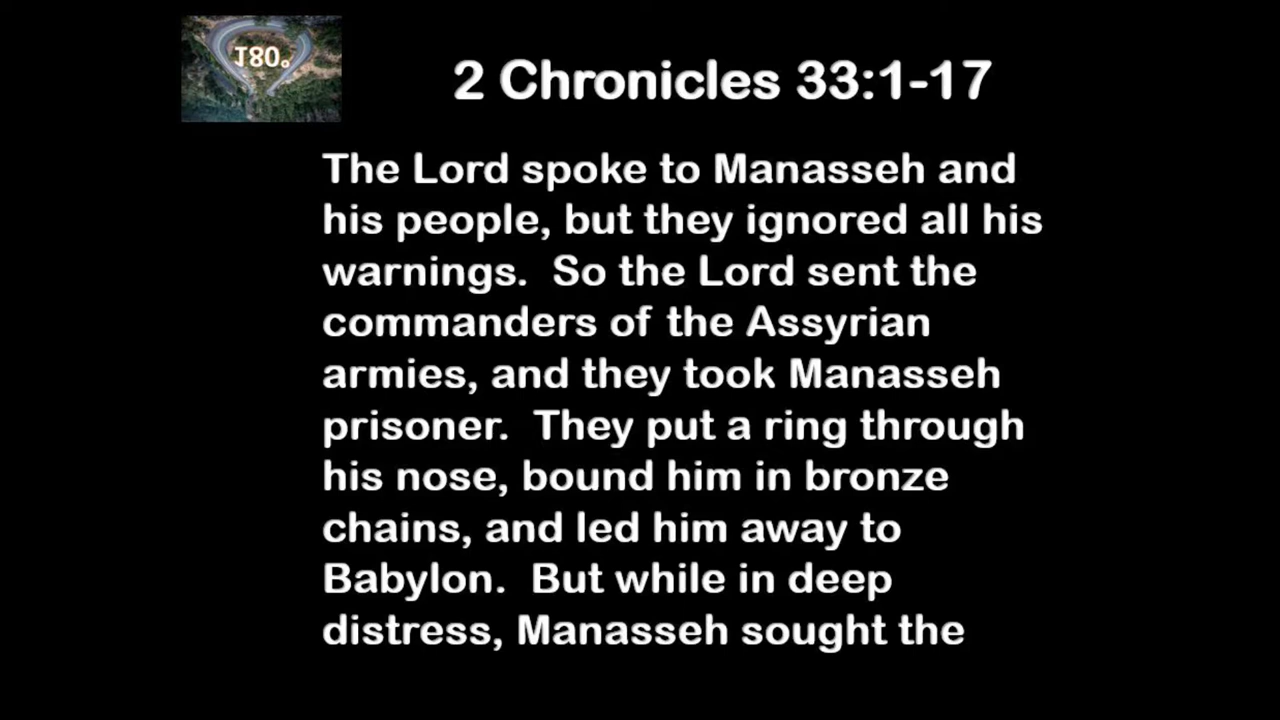 180°
2 Chronicles 33:1-17
The Lord spoke to Manasseh and
his people, but they ignored all his
warnings.  So the Lord sent the
commanders of the Assyrian
armies, and they took Manasseh
prisoner.  They put a ring through
his nose, bound him in bronze
chains, and led him away to
Babylon.  But while in deep
distress, Manasseh sought the